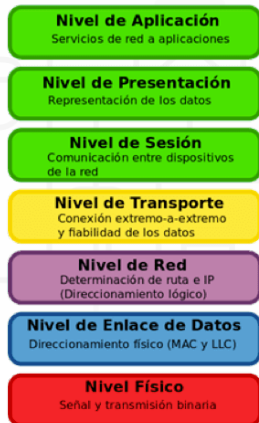 Nivel de Aplicación
Servicios de red a aplicaciones
Nivel de Presentación
Representación de los datos
Nivel de Sesión
Comunicación entre dispositivos
de la red
Nivel de Transporte
Conexión extremo-a-extremo
y fiabilidad de los datos
Nivel de Red
Determinación de ruta e IP
(Direccionamiento lógico)
Nivel de Enlace de Datos
Direccionamiento físico (MAC y LLC)
Nivel Físico
Señal y transmisión binaria